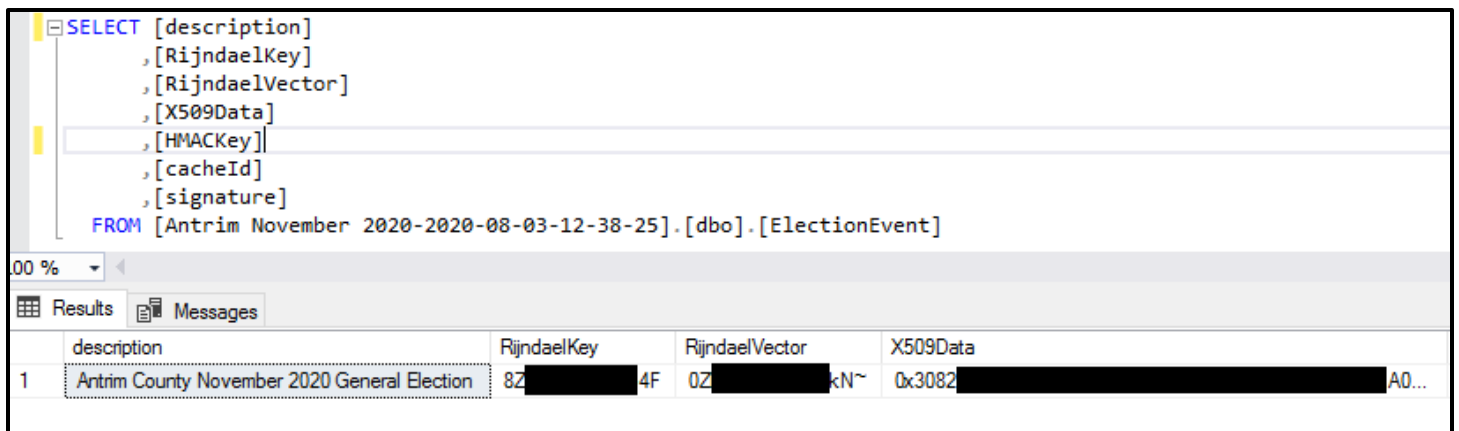 SELECT [description]
,[RijndaelKey]
,[RijndaelVector]
,[X509Data]
,[HMACKey]
,[cacheId]
,[signature]
FROM [Antrim November 2020-2020-08-03-12-38-25].[dbo].[ElectionEvent]
.00 %
Results Messages
description RijndaelKey RijndaelVector X509Data
1 Antrim County November 2020 General Election 8Z 4F 0Z kN~ 0x3082 A0...